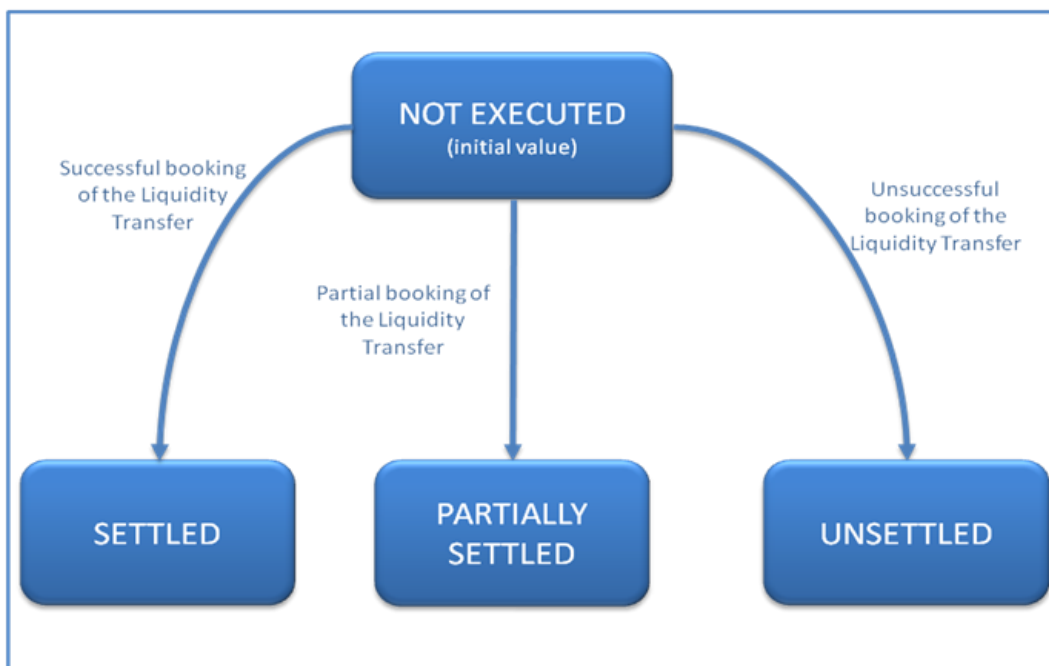 NOT EXECUTED
(initial value)
Successful booking
of the Liquidity
Transfer
Unsuccessful
booking of the
Liquidity Transfer
Partial booking of
the Liquidity
Transfer
SETTLED
PARTIALLY
SETTLED
UNSETTLED